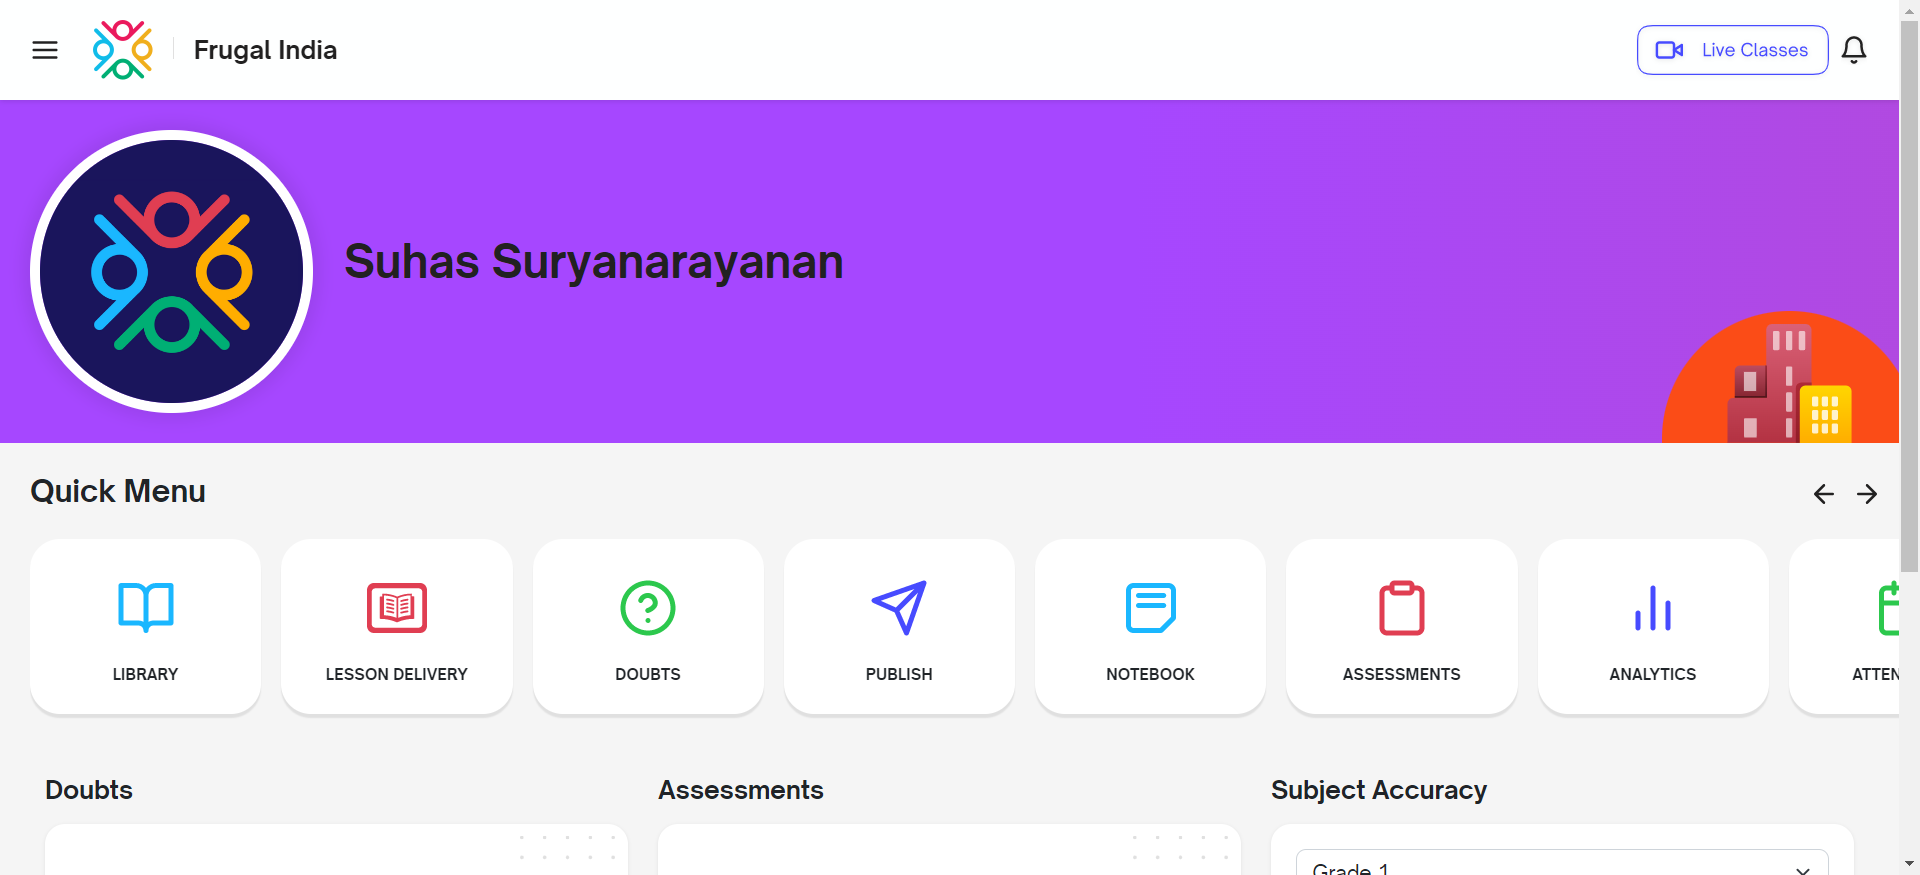 Frugal India
Live Classes
Suhas Suryanarayanan
Quick Menu
LIBRARY
LESSON DELIVERY
DOUBTS
PUBLISH
NOTEBOOK
ASSESSMENTS
ANALYTICS
ATTEN
Doubts
Assessments
Subject Accuracy
Grade 1